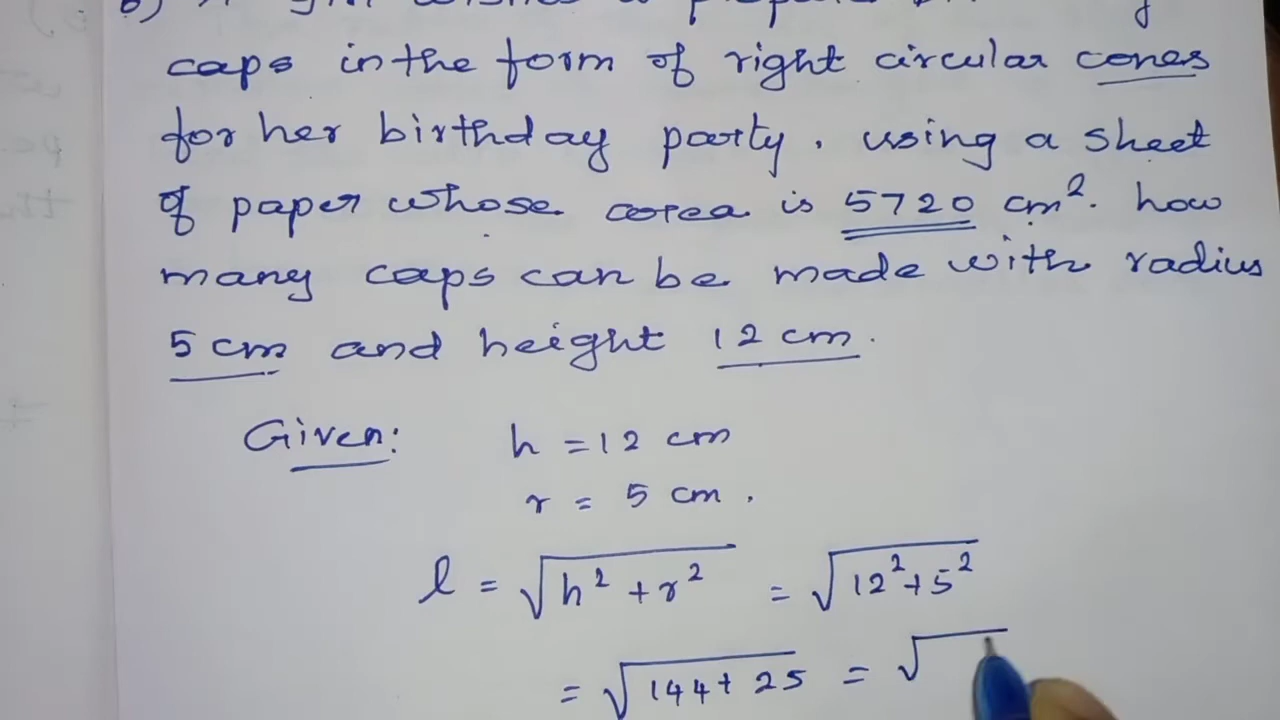 caps in the form of right circular cones
for her birthday party. using a sheet
of paper whose area is 5720 cm². how
many caps can be made with radius
5 cm and height 12 cm.
Given: h = 12 cm
r = 5 cm.
l = √h² + r² = √12² + 5²
= √144 + 25 = √